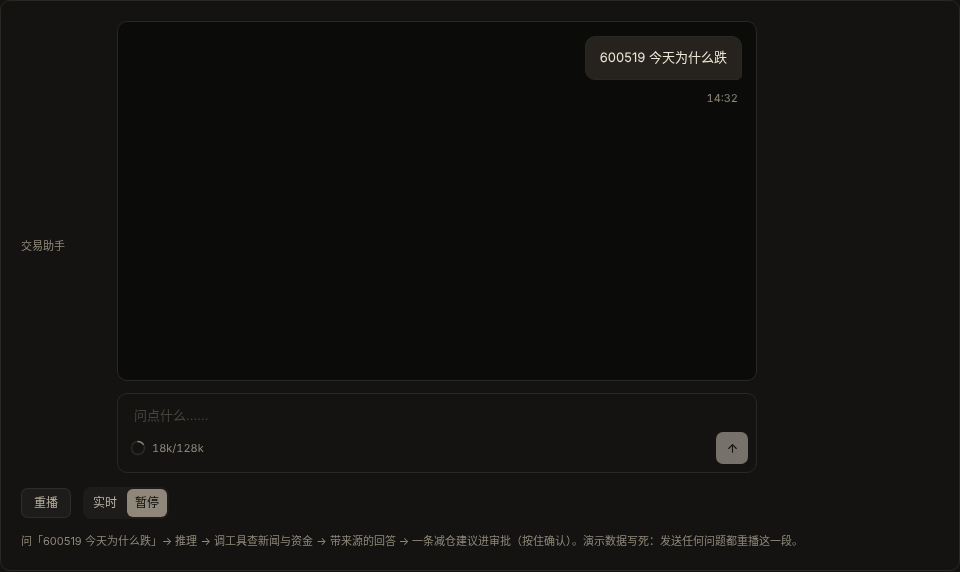 600519 今天为什么跌
14:32
交易助手
问点什么……
18k/128k
重播
实时
暂停
问「600519 今天为什么跌」→ 推理 → 调工具查新闻与资金 → 带来源的回答 → 一条减仓建议进审批（按住确认）。演示数据写死：发送任何问题都重播这一段。